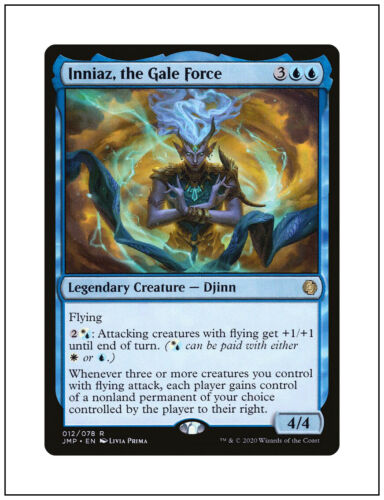 Inniaz, the Gale Force 3
Legendary Creature — Djinn
Flying
2 : Attacking creatures with flying get +1/+1
until end of turn. ( can be paid with either
or .)
Whenever three or more creatures you control
with flying attack, each player gains control
of a nonland permanent of your choice
controlled by the player to their right.
4/4
012/078 R
JMP • EN LIVIA PRIMA
™ & © 2020 Wizards of the Coast